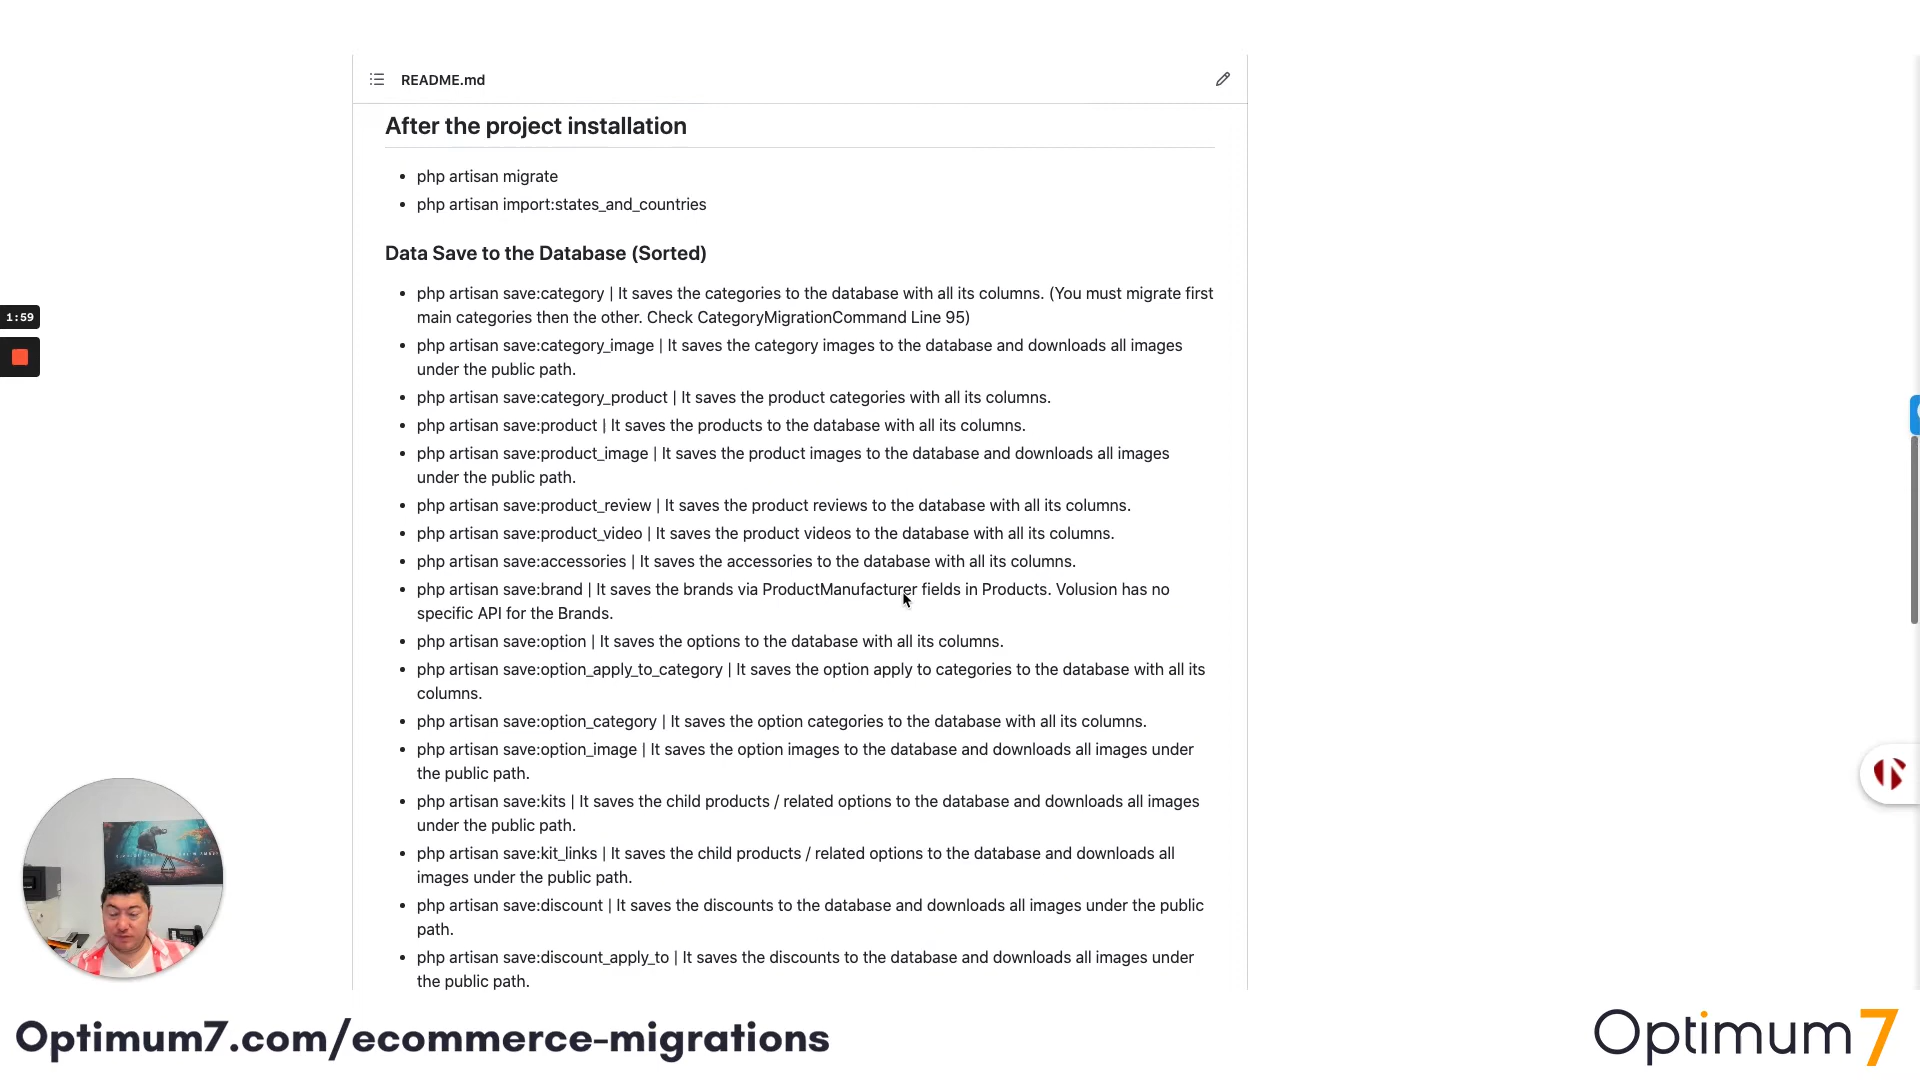 README.md
After the project installation
php artisan migrate
php artisan import:states_and_countries
Data Save to the Database (Sorted)
php artisan save:category | It saves the categories to the database with all its columns. (You must migrate first
main categories then the other. Check CategoryMigrationCommand Line 95)
php artisan save:category_image | It saves the category images to the database and downloads all images
under the public path.
php artisan save:category_product | It saves the product categories with all its columns.
php artisan save:product | It saves the products to the database with all its columns.
php artisan save:product_image | It saves the product images to the database and downloads all images
under the public path.
php artisan save:product_review | It saves the product reviews to the database with all its columns.
php artisan save:product_video | It saves the product videos to the database with all its columns.
php artisan save:accessories | It saves the accessories to the database with all its columns.
php artisan save:brand | It saves the brands via ProductManufacturer fields in Products. Volusion has no
specific API for the Brands.
php artisan save:option | It saves the options to the database with all its columns.
php artisan save:option_apply_to_category | It saves the option apply to categories to the database with all its
columns.
php artisan save:option_category | It saves the option categories to the database with all its columns.
php artisan save:option_image | It saves the option images to the database and downloads all images under
the public path.
php artisan save:kits | It saves the child products / related options to the database and downloads all images
under the public path.
php artisan save:kit_links | It saves the child products / related options to the database and downloads all
images under the public path.
php artisan save:discount | It saves the discounts to the database and downloads all images under the public
path.
php artisan save:discount_apply_to | It saves the discounts to the database and downloads all images under
the public path.
1:59
Optimum7.com/ecommerce-migrations
Optimum7